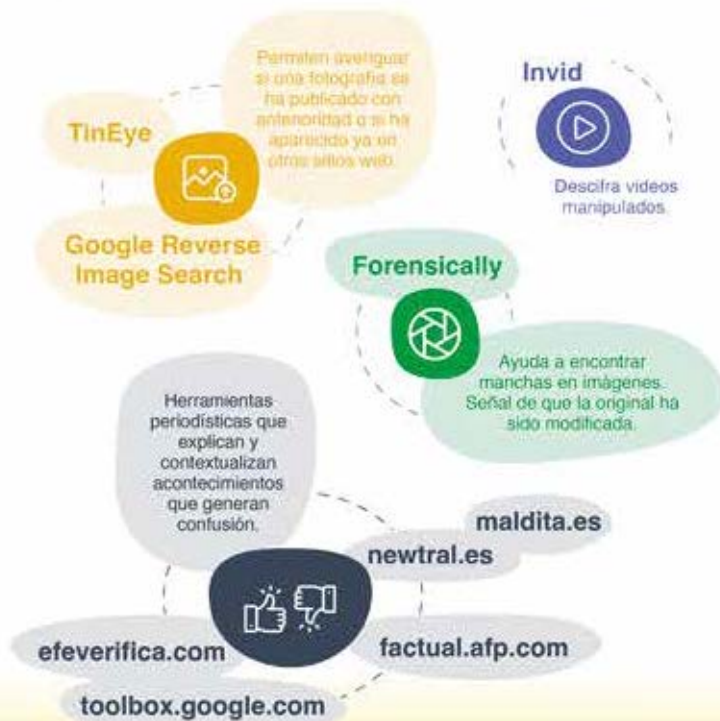 TinEye
Google Reverse
Image Search
Permiten averiguar
si una fotografía se
ha publicado con
anterioridad o si ha
aparecido ya en
otros sitios web.
Invid
Descifra videos
manipulados.
Forensically
Ayuda a encontrar
manchas en imágenes.
Señal de que la original ha
sido modificada.
Herramientas
periodísticas que
explican y
contextualizan
acontecimientos
que generan
confusión.
maldita.es
newtral.es
efeverifica.com
factual.afp.com
toolbox.google.com